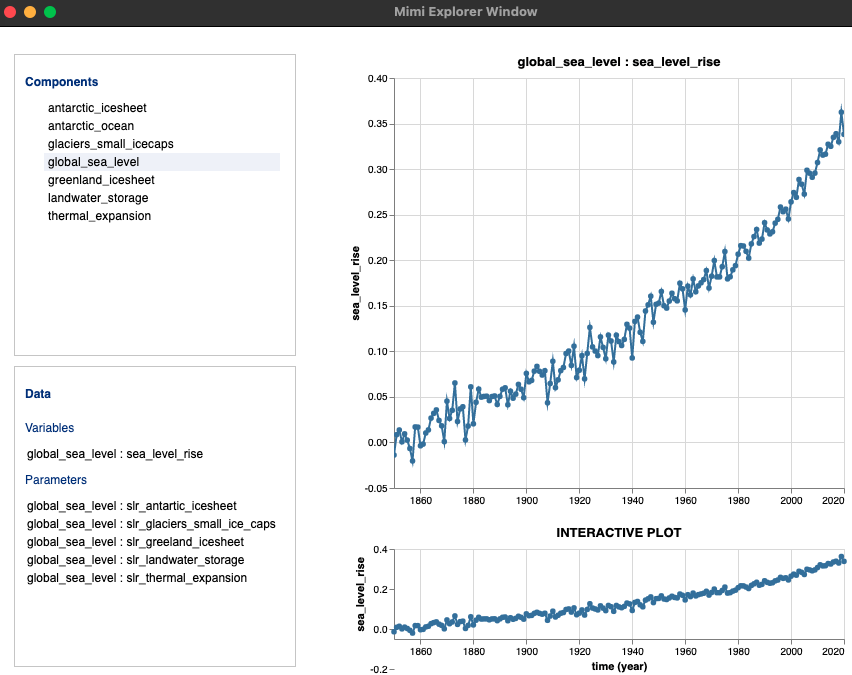 Mimi Explorer Window
Components
antarctic_icesheet
antarctic_ocean
glaciers_small_icecaps
global_sea_level
greenland_icesheet
landwater_storage
thermal_expansion
Data
Variables
global_sea_level : sea_level_rise
Parameters
global_sea_level : slr_antartic_icesheet
global_sea_level : slr_glaciers_small_ice_caps
global_sea_level : slr_greeland_icesheet
global_sea_level : slr_landwater_storage
global_sea_level : slr_thermal_expansion
global_sea_level : sea_level_rise
0.40
0.35
0.30
0.25
0.20
0.15
0.10
0.05
0.00
-0.05
sea_level_rise
1860 1880 1900 1920 1940 1960 1980 2000 2020
INTERACTIVE PLOT
0.4
0.2
0.0
-0.2
sea_level_rise
1860 1880 1900 1920 1940 1960 1980 2000 2020
time (year)